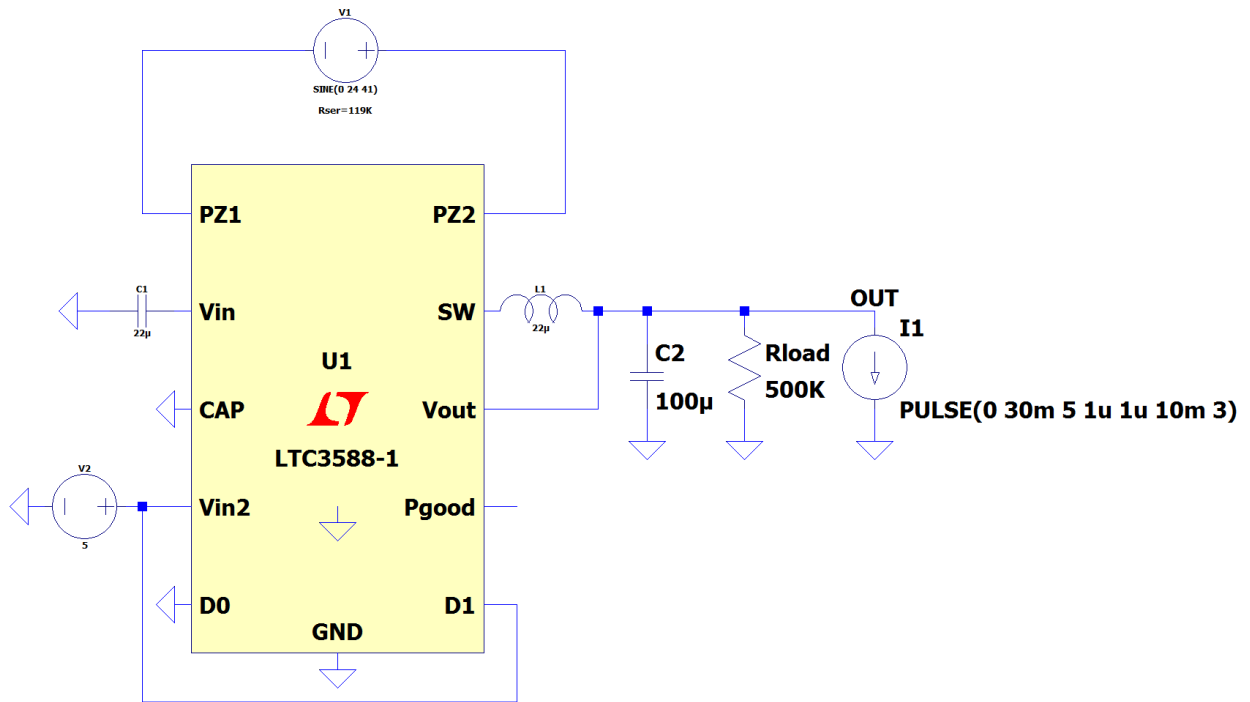 V1
SINE(0 24 41)
Rser=119K
PZ1
PZ2
C1
22µ
Vin
SW
L1
22µ
OUT
I1
U1
C2
100µ
Rload
500K
CAP
Vout
PULSE(0 30m 5 1u 1u 10m 3)
LTC3588-1
V2
5
Vin2
Pgood
D0
D1
GND